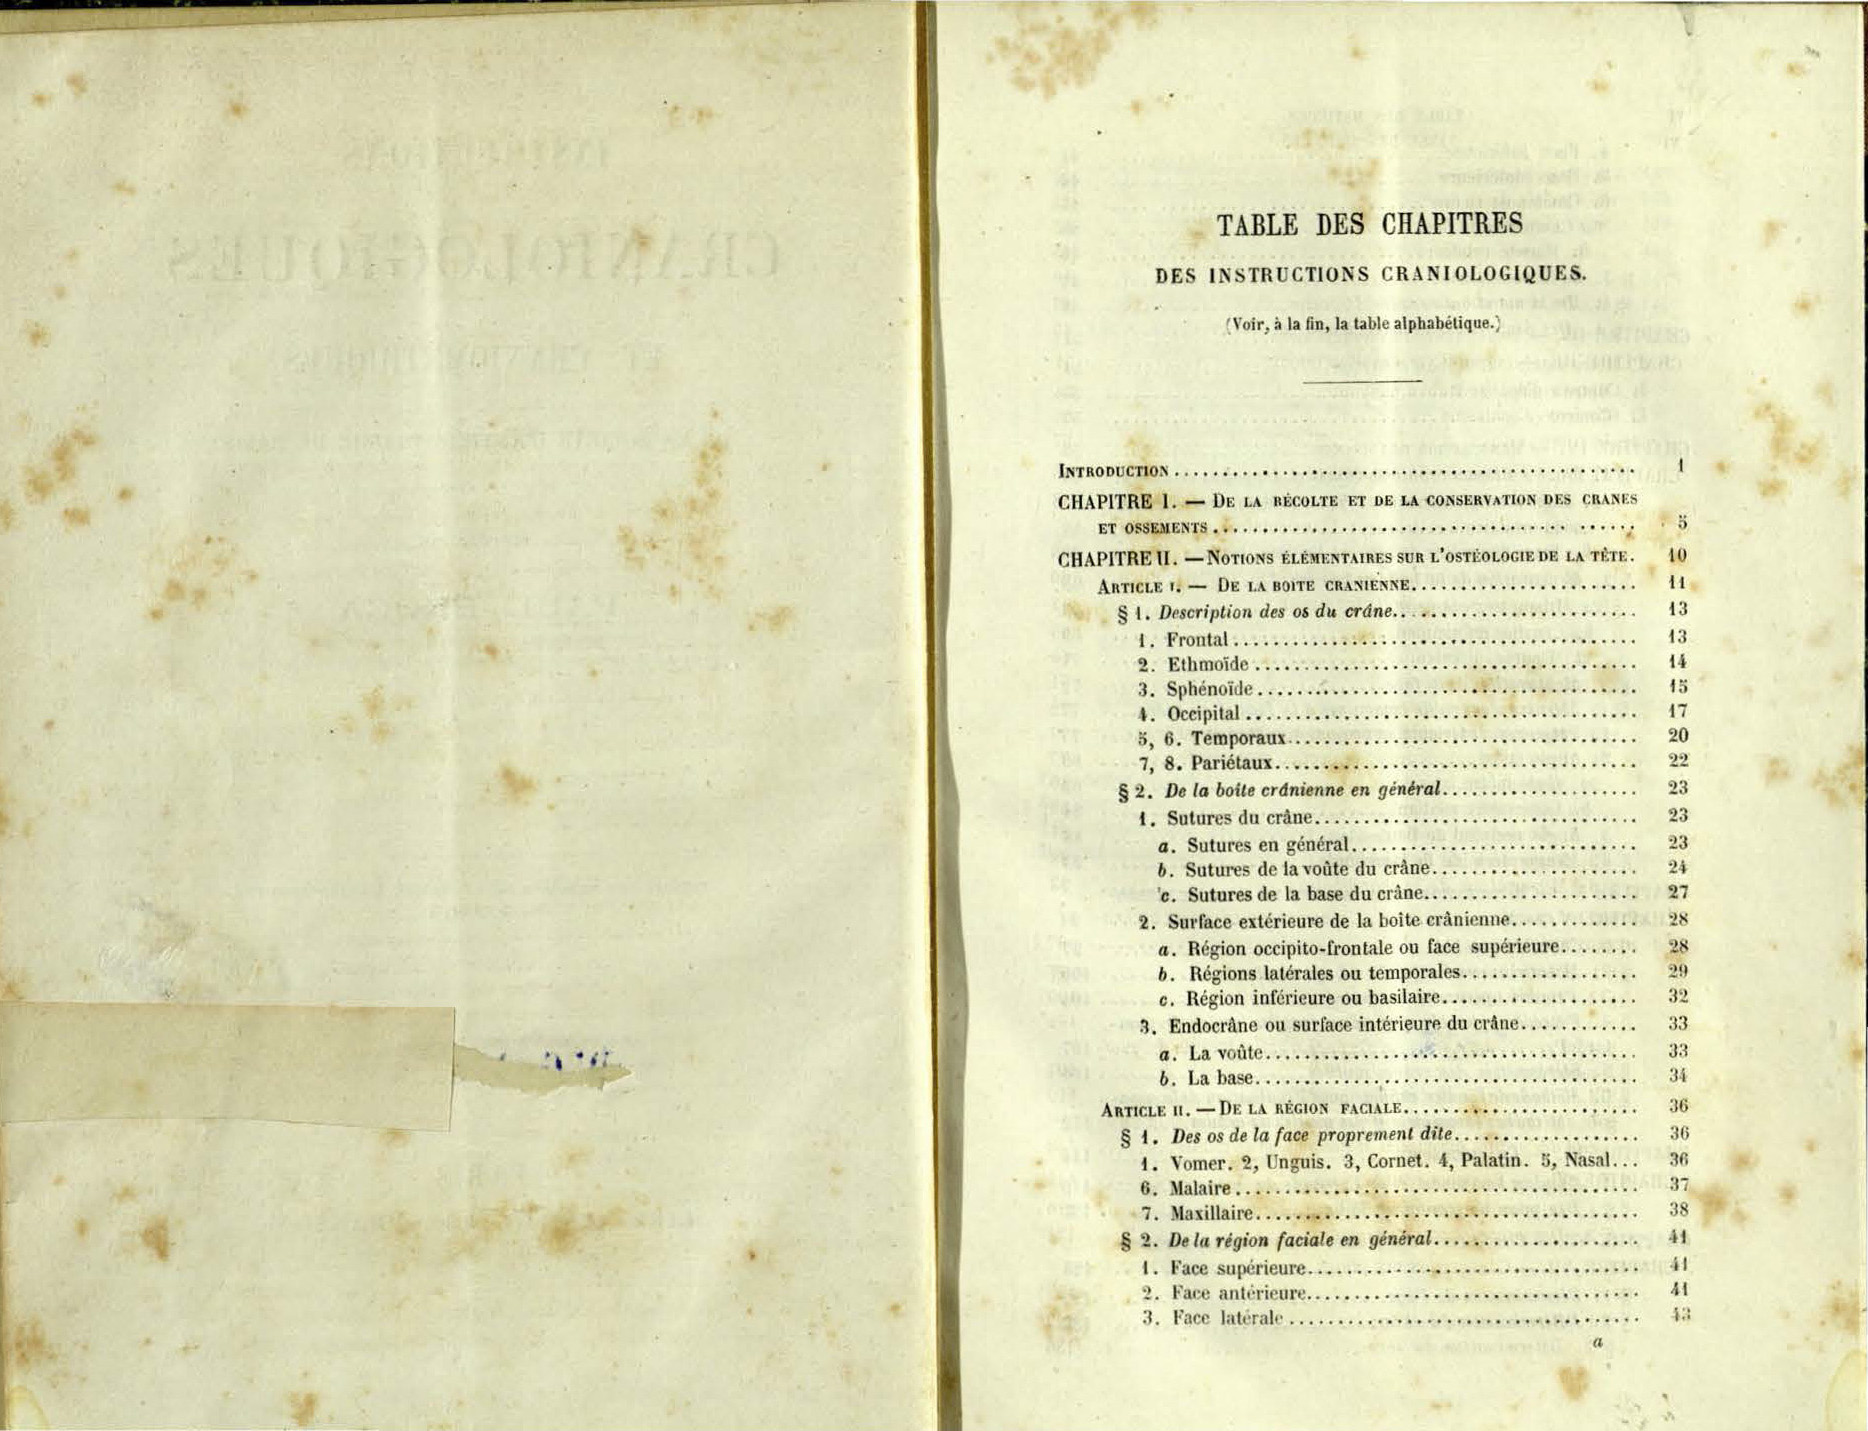 TABLE DES CHAPITRES
DES INSTRUCTIONS CRANIOLOGIQUES.
(Voir, à la fin, la table alphabétique.)
INTRODUCTION ........................................ 1
CHAPITRE I. — DE LA RÉCOLTE ET DE LA CONSERVATION DES CRANES
ET OSSEMENTS ........................................ 5
CHAPITRE II. — NOTIONS ÉLÉMENTAIRES SUR L'OSTÉOLOGIE DE LA TÊTE. 10
ARTICLE I. — DE LA BOITE CRANIENNE........................ 11
§ 1. Description des os du crâne........................ 13
1. Frontal ........................................ 13
2. Ethmoïde ........................................ 14
3. Sphénoïde ........................................ 15
4. Occipital ........................................ 17
5, 6. Temporaux ........................................ 20
7, 8. Pariétaux ........................................ 22
§ 2. De la boîte crânienne en général.................... 23
1. Sutures du crâne................................ 23
a. Sutures en général............................ 23
b. Sutures de la voûte du crâne.................... 24
c. Sutures de la base du crâne..................... 27
2. Surface extérieure de la boîte crânienne............. 28
a. Région occipito-frontale ou face supérieure........ 28
b. Régions latérales ou temporales.................. 29
c. Région inférieure ou basilaire.................... 32
3. Endocrâne ou surface intérieure du crâne............ 33
a. La voûte........................................ 33
b. La base........................................ 34
ARTICLE II. — DE LA RÉGION FACIALE........................ 36
§ 1. Des os de la face proprement dite................... 36
1. Vomer. 2, Unguis. 3, Cornet. 4, Palatin. 5, Nasal... 36
6. Malaire ........................................ 37
7. Maxillaire........................................ 38
§ 2. De la région faciale en général..................... 41
1. Face supérieure................................ 41
2. Face antérieure................................ 41
3. Face latérale ................................ 43
a